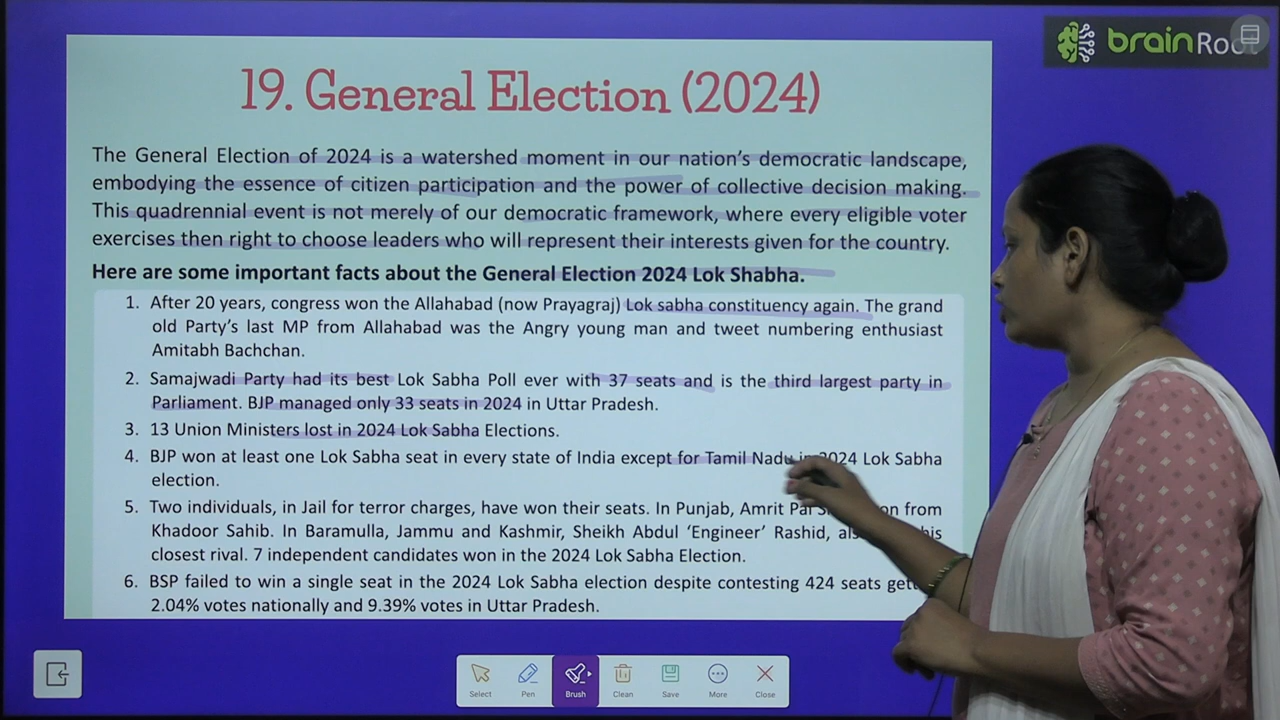 brainRoot
19. General Election (2024)
The General Election of 2024 is a watershed moment in our nation's democratic landscape,
embodying the essence of citizen participation and the power of collective decision making.
This quadrennial event is not merely of our democratic framework, where every eligible voter
exercises then right to choose leaders who will represent their interests given for the country.
Here are some important facts about the General Election 2024 Lok Shabha.
1. After 20 years, congress won the Allahabad (now Prayagraj) Lok sabha constituency again. The grand
old Party's last MP from Allahabad was the Angry young man and tweet numbering enthusiast
Amitabh Bachchan.
2. Samajwadi Party had its best Lok Sabha Poll ever with 37 seats and is the third largest party in
Parliament. BJP managed only 33 seats in 2024 in Uttar Pradesh.
3. 13 Union Ministers lost in 2024 Lok Sabha Elections.
4. BJP won at least one Lok Sabha seat in every state of India except for Tamil Nadu in 2024 Lok Sabha
election.
5. Two individuals, in Jail for terror charges, have won their seats. In Punjab, Amrit Pal from
Khadoor Sahib. In Baramulla, Jammu and Kashmir, Sheikh Abdul 'Engineer' Rashid, his
closest rival. 7 independent candidates won in the 2024 Lok Sabha Election.
6. BSP failed to win a single seat in the 2024 Lok Sabha election despite contesting 424 seats
2.04% votes nationally and 9.39% votes in Uttar Pradesh.
Select Pen Brush Clean Save More Close